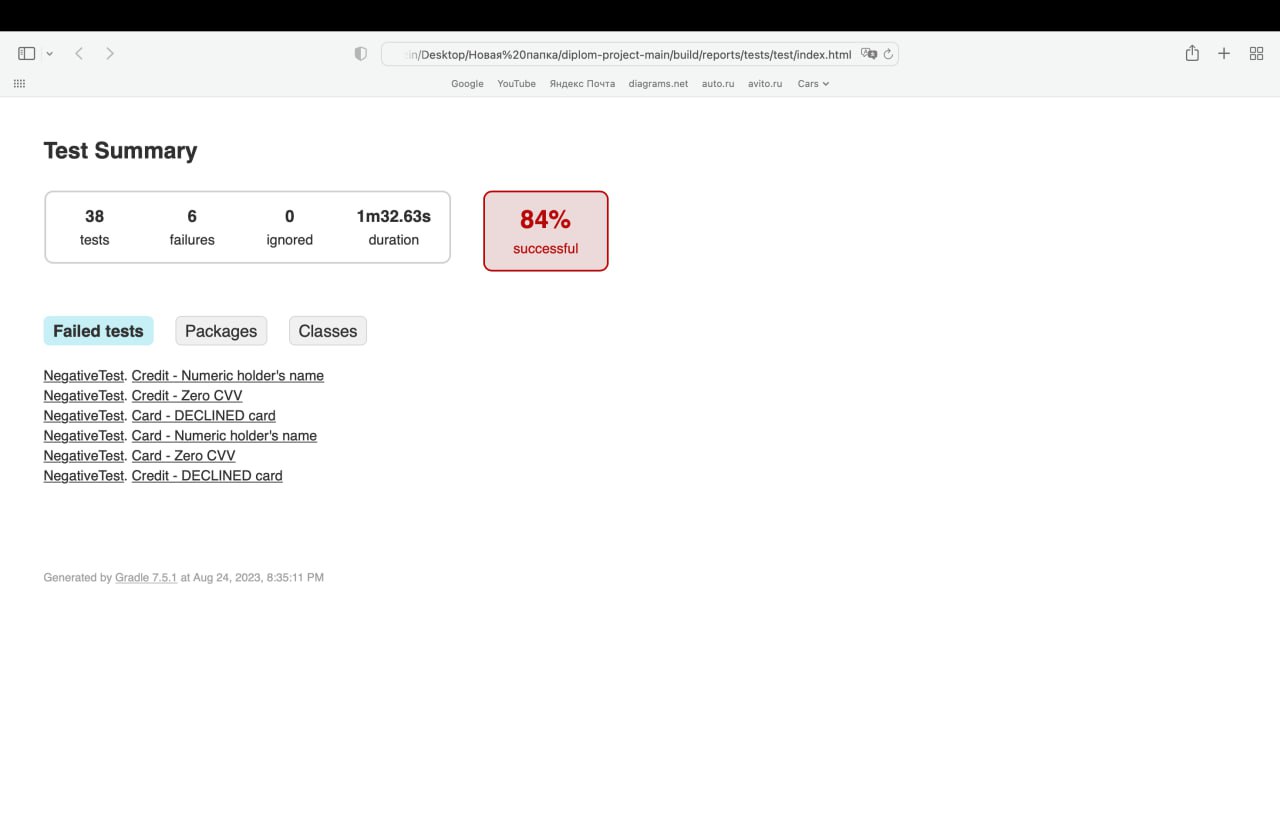 :in/Desktop/Новая%20папка/diplom-project-main/build/reports/tests/test/index.html
Google YouTube Яндекс Почта diagrams.net auto.ru avito.ru Cars
Test Summary
38 6 0 1m32.63s
tests failures ignored duration
84%
successful
Failed tests Packages Classes
NegativeTest. Credit - Numeric holder's name
NegativeTest. Credit - Zero CVV
NegativeTest. Card - DECLINED card
NegativeTest. Card - Numeric holder's name
NegativeTest. Card - Zero CVV
NegativeTest. Credit - DECLINED card
Generated by Gradle 7.5.1 at Aug 24, 2023, 8:35:11 PM